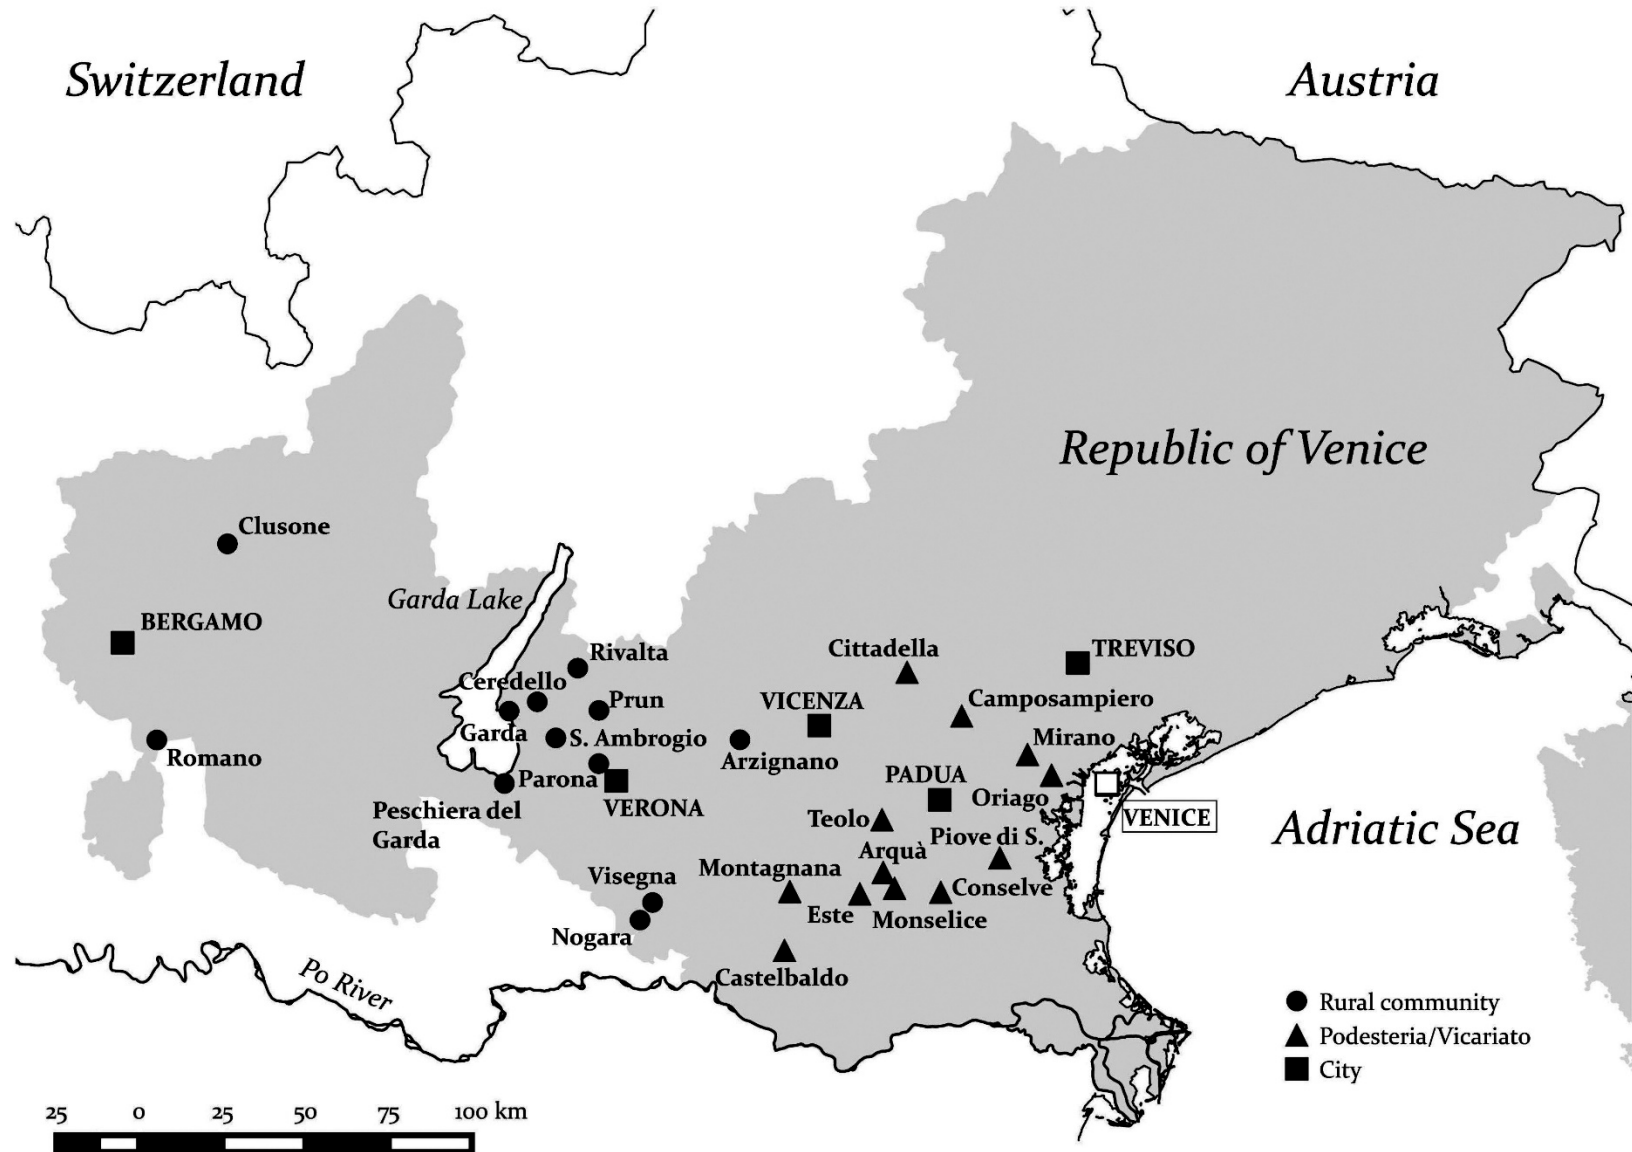 Switzerland
Austria
Republic of Venice
Clusone
Garda Lake
BERGAMO
Rivalta
Cittadella
TREVISO
Ceredello
Prun
VICENZA
Camposampiero
Garda
S. Ambrogio
Mirano
Romano
Arzignano
Parona
PADUA
Oriago
Peschiera del
Garda
VERONA
Teolo
VENICE
Adriatic Sea
Piove di S.
Arquà
Visegna
Montagnana
Conselve
Este
Monselice
Nogara
Castelbaldo
Po River
Rural community
Podesteria/Vicariato
City
25 0 25 50 75 100 km